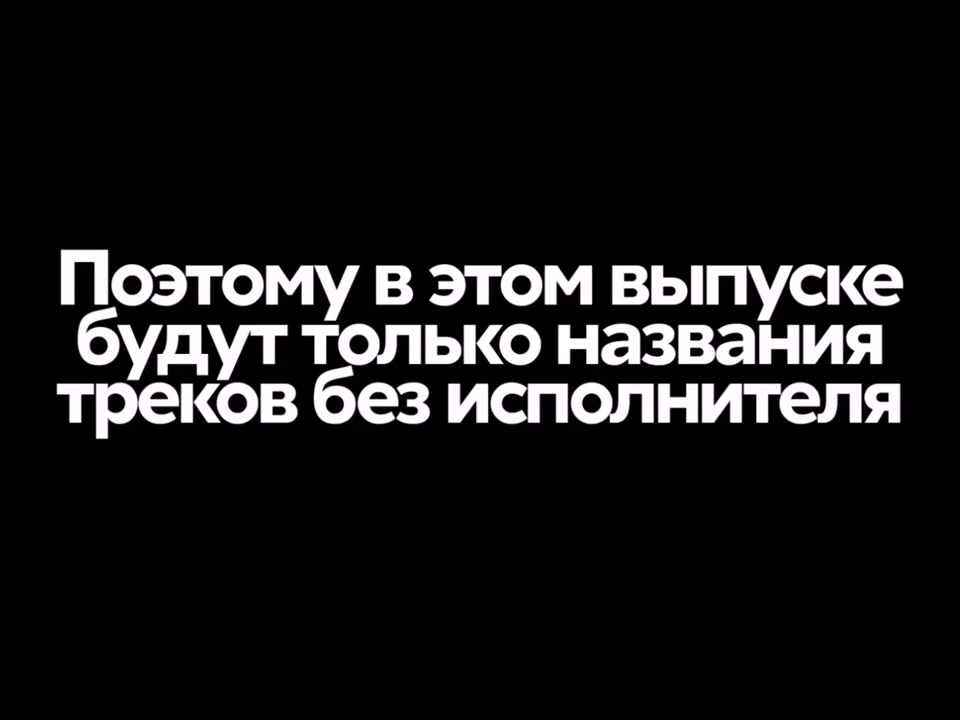 Поэтому в этом выпуске
будут только названия
треков без исполнителя